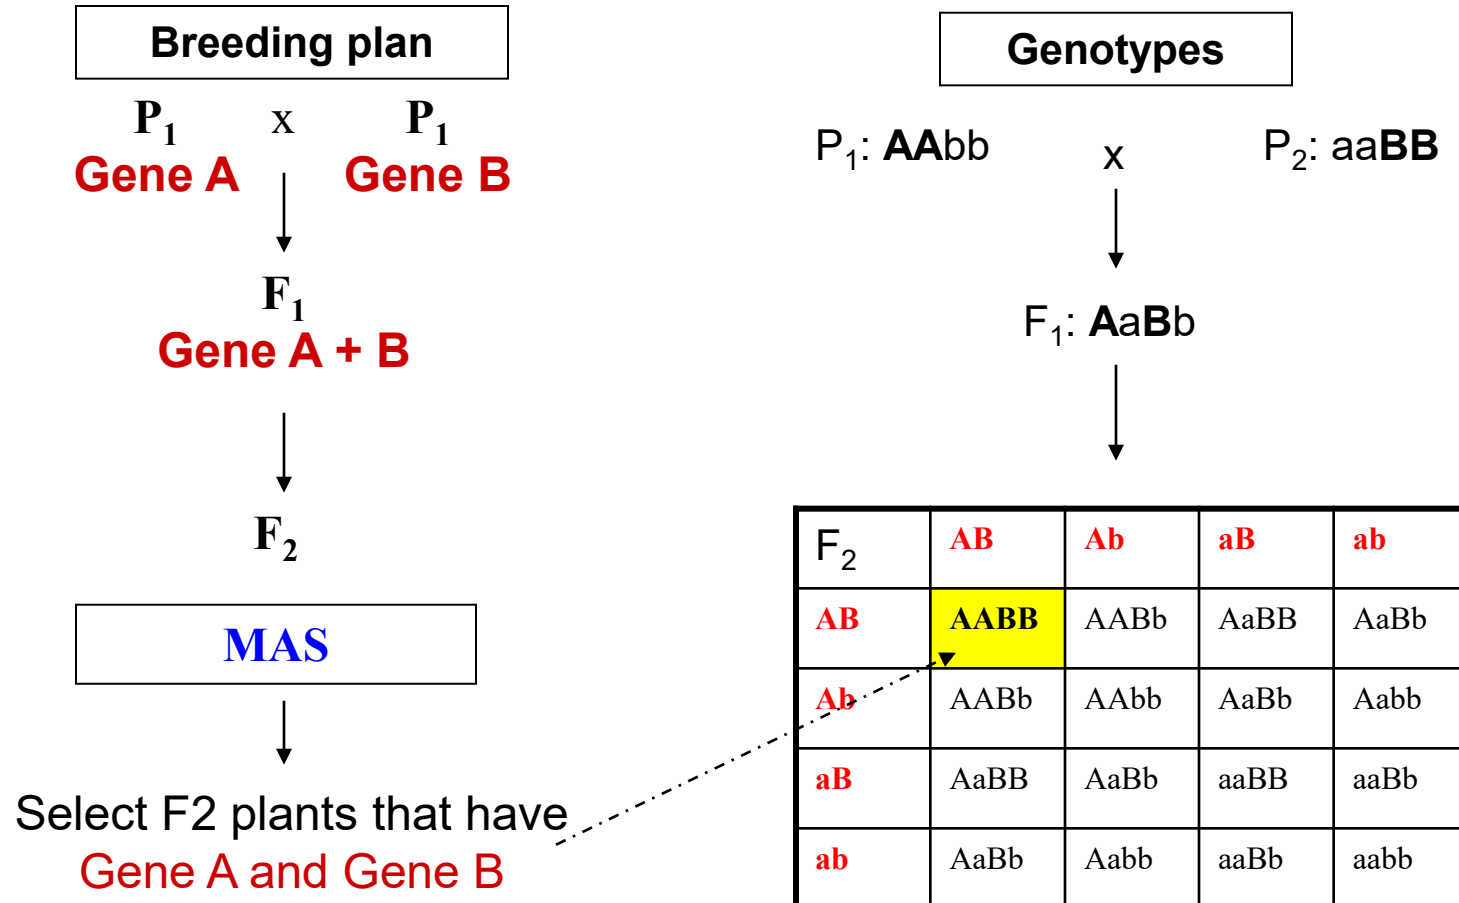 Breeding plan
P1 x P1
Gene A Gene B
F1
Gene A + B
F2
MAS
Select F2 plants that have
Gene A and Gene B
Genotypes
P1: AAbb x P2: aaBB
F1: AaBb
F2 AB Ab aB ab
AB AABB AABb AaBB AaBb
Ab AABb AAbb AaBb Aabb
aB AaBB AaBb aaBB aaBb
ab AaBb Aabb aaBb aabb